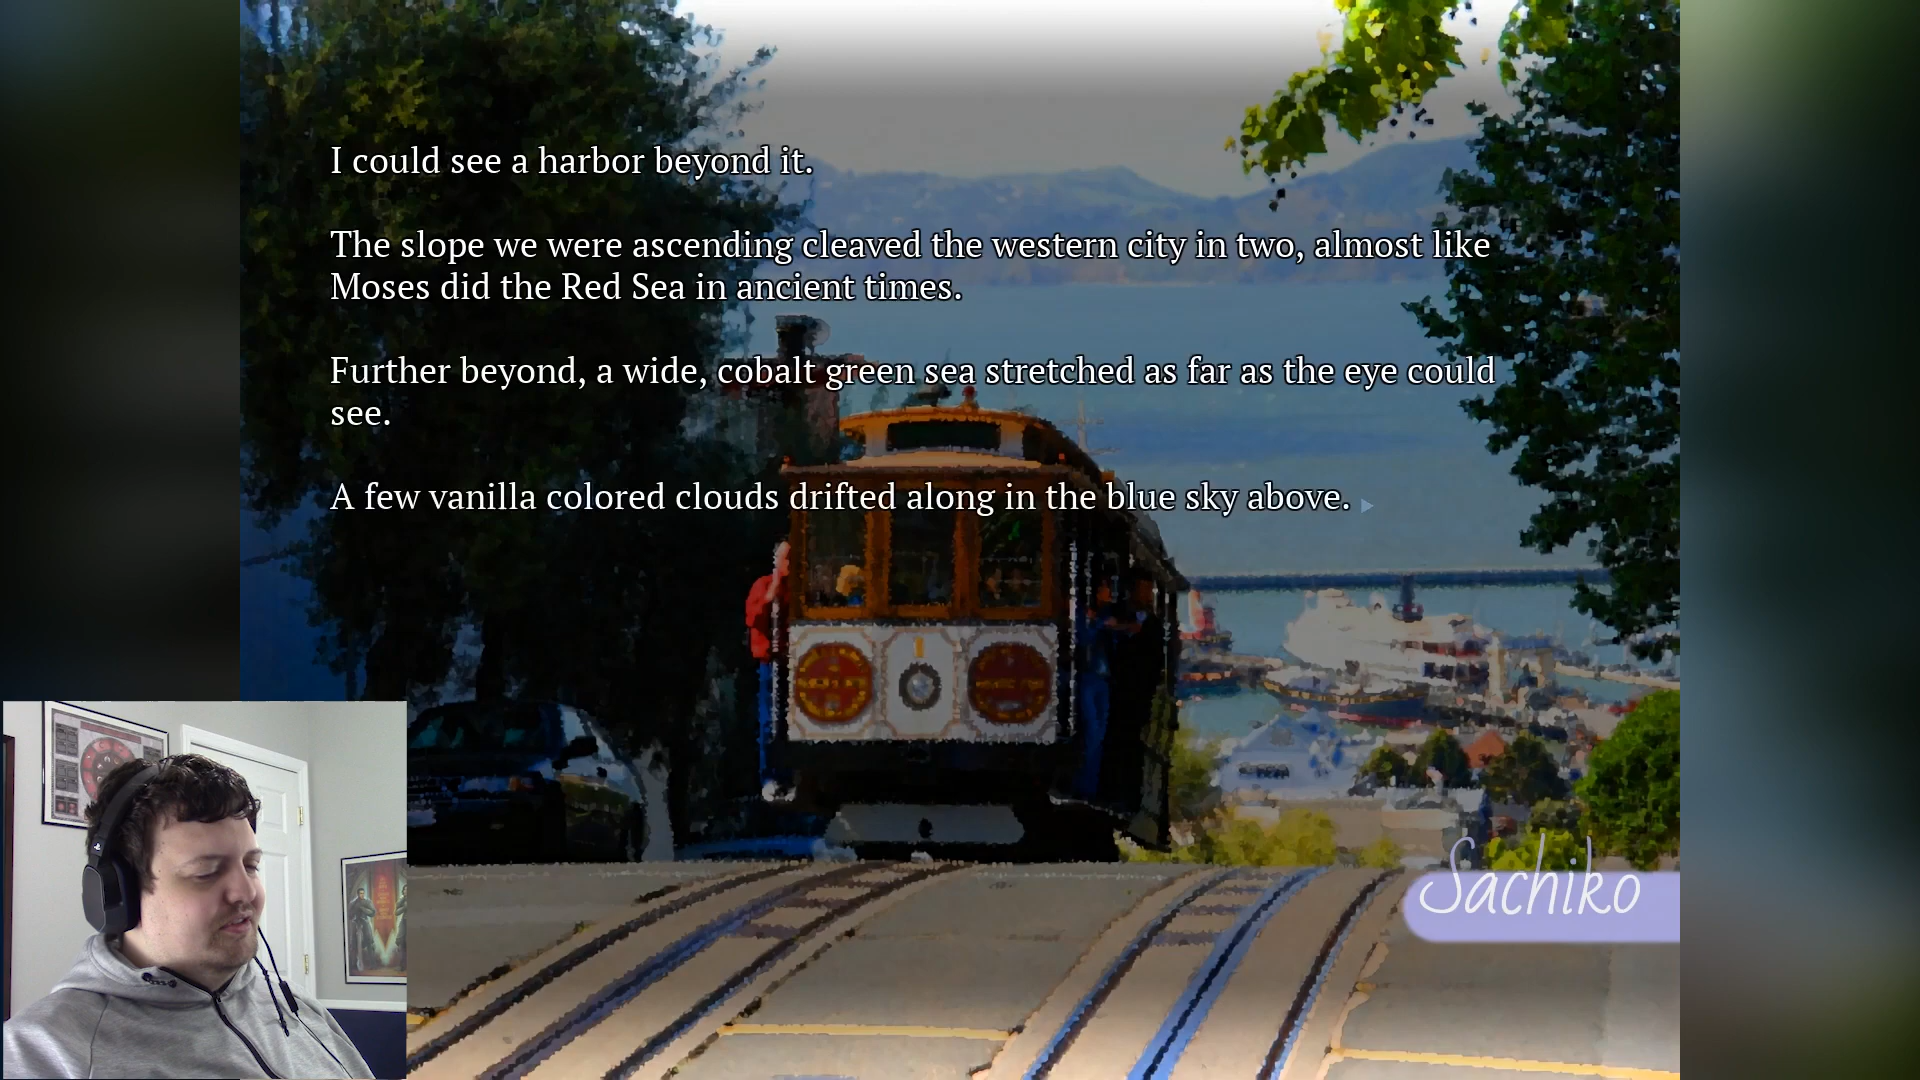 I could see a harbor beyond it.
The slope we were ascending cleaved the western city in two, almost like
Moses did the Red Sea in ancient times.
Further beyond, a wide, cobalt green sea stretched as far as the eye could
see.
A few vanilla colored clouds drifted along in the blue sky above.
Sachiko